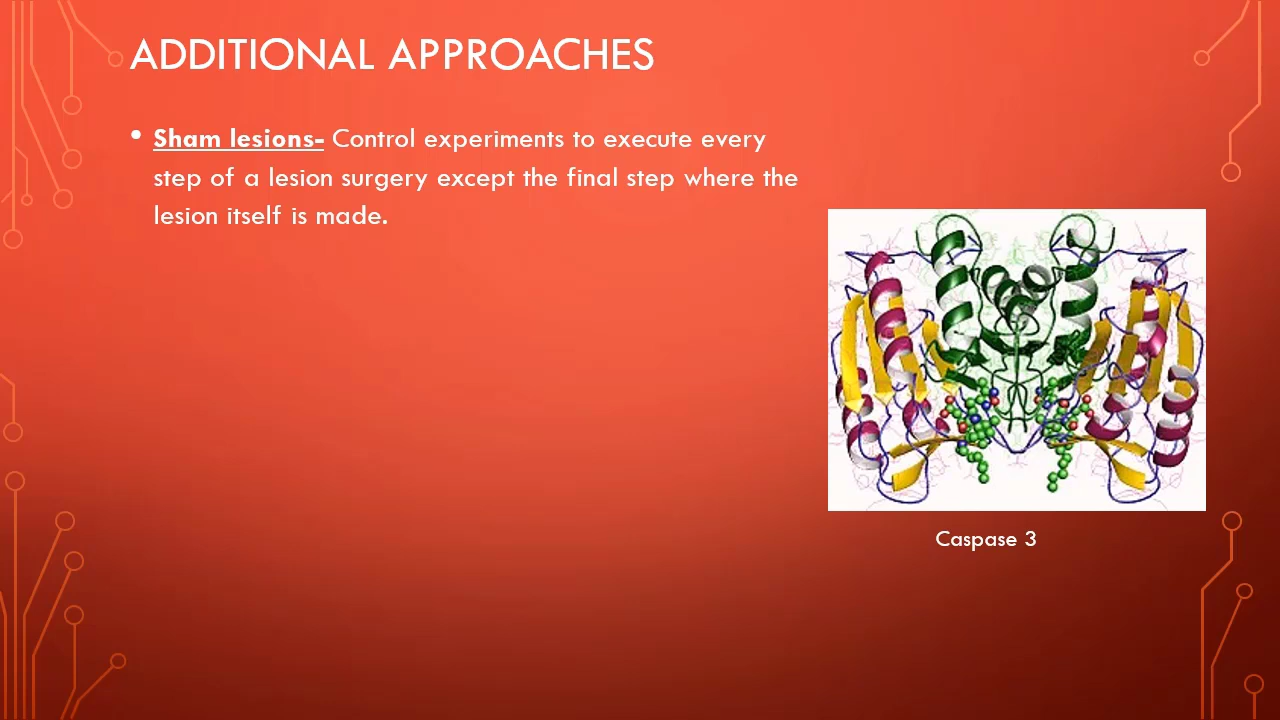 ADDITIONAL APPROACHES
• Sham lesions- Control experiments to execute every
step of a lesion surgery except the final step where the
lesion itself is made.
Caspase 3